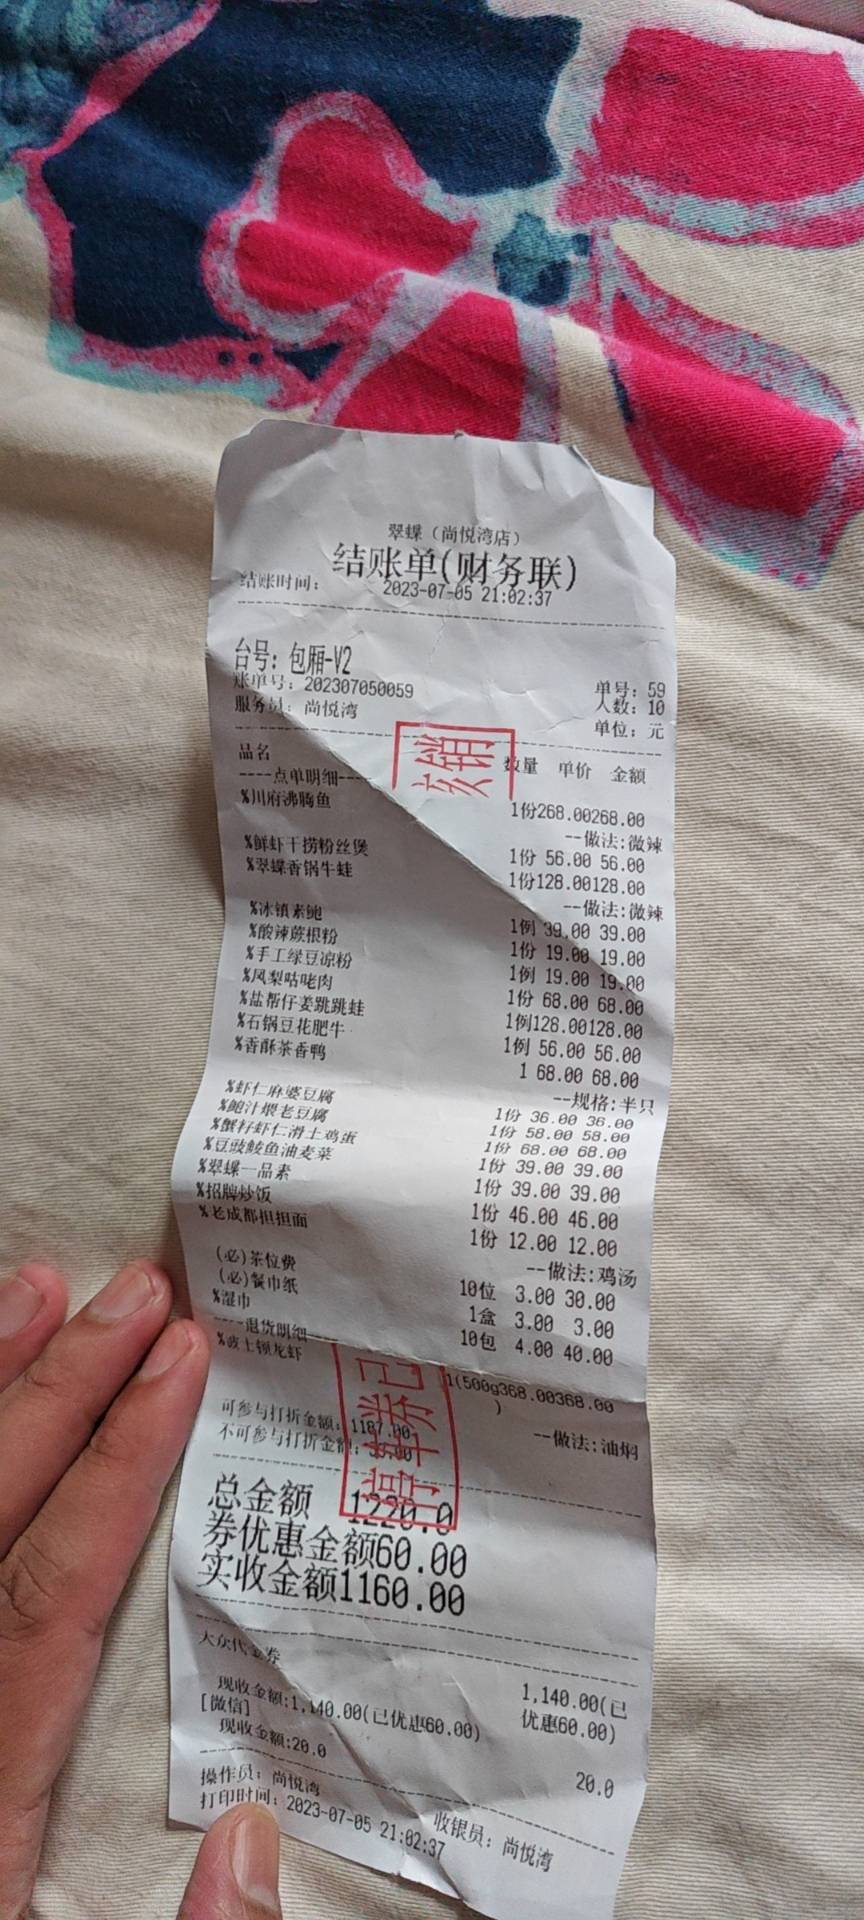 翠蝶（尚悦湾店）
结账单(财务联)
结账时间： 2023-07-05 21:02:37
台号：包厢-V2
账单号：202307050059 单号：59
服务员：尚悦湾 人数：10
单位：元
核销
品名 数量 单价 金额
----点单明细----
%川府沸腾鱼 1份268.00268.00
--做法:微辣
%鲜虾干捞粉丝煲 1份 56.00 56.00
%翠蝶香锅牛蛙 1份128.00128.00
--做法:微辣
%冰镇素鲍 1例 39.00 39.00
%酸辣蕨根粉 1份 19.00 19.00
%手工绿豆凉粉 1例 19.00 19.00
%凤梨咕咾肉 1份 68.00 68.00
%盐帮仔姜跳跳蛙 1例128.00128.00
%石锅豆花肥牛 1例 56.00 56.00
%香酥茶香鸭 1 68.00 68.00
--规格:半只
%虾仁麻婆豆腐 1份 36.00 36.00
%鲍汁煨老豆腐 1份 58.00 58.00
%蟹籽虾仁滑土鸡蛋 1份 68.00 68.00
%豆豉鲮鱼油麦菜 1份 39.00 39.00
%翠蝶一品素 1份 39.00 39.00
%招牌炒饭 1份 46.00 46.00
%老成都担担面 1份 12.00 12.00
--做法:鸡汤
(必)茶位费 10位 3.00 30.00
(必)餐巾纸 1盒 3.00 3.00
%湿巾 10包 4.00 40.00
----退货明细
%波士顿龙虾 1(500g368.00368.00
)
--做法:油焖
可参与打折金额：1187.00
不可参与打折金额：33.00
停车券已
总金额 1220.0
券优惠金额60.00
实收金额1160.00
大众代金券 1,140.00(已
优惠60.00)
现收金额:1,140.00(已优惠60.00)
[微信] 20.0
现收金额:20.0
操作员：尚悦湾 收银员：尚悦湾
打印时间：2023-07-05 21:02:37